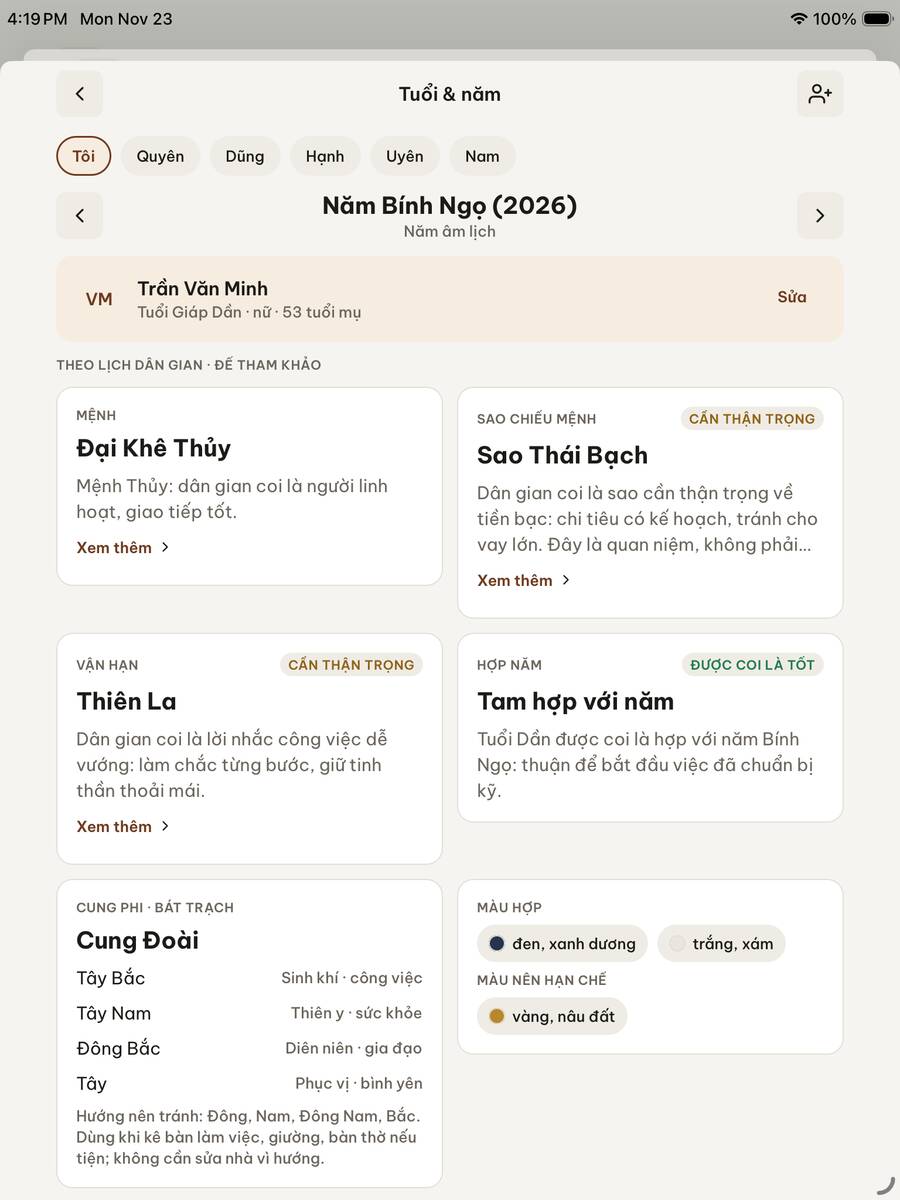 4:19 PM Mon Nov 23
100%
Tuổi & năm
Tôi Quyên Dũng Hạnh Uyên Nam
Năm Bính Ngọ (2026)
Năm âm lịch
VM
Trần Văn Minh
Tuổi Giáp Dần · nữ · 53 tuổi mụ
Sửa
THEO LỊCH DÂN GIAN · ĐỂ THAM KHẢO
MỆNH
Đại Khê Thủy
Mệnh Thủy: dân gian coi là người linh
hoạt, giao tiếp tốt.
Xem thêm
SAO CHIẾU MỆNH
CẨN THẬN TRỌNG
Sao Thái Bạch
Dân gian coi là sao cần thận trọng về
tiền bạc: chi tiêu có kế hoạch, tránh cho
vay lớn. Đây là quan niệm, không phải...
Xem thêm
VẬN HẠN
CẨN THẬN TRỌNG
Thiên La
Dân gian coi là lời nhắc công việc dễ
vướng: làm chắc từng bước, giữ tinh
thần thoải mái.
Xem thêm
HỢP NĂM
ĐƯỢC COI LÀ TỐT
Tam hợp với năm
Tuổi Dần được coi là hợp với năm Bính
Ngọ: thuận để bắt đầu việc đã chuẩn bị
kỹ.
CUNG PHI · BÁT TRẠCH
Cung Đoài
Tây Bắc Sinh khí · công việc
Tây Nam Thiên y · sức khỏe
Đông Bắc Diên niên · gia đạo
Tây Phục vị · bình yên
Hướng nên tránh: Đông, Nam, Đông Nam, Bắc.
Dùng khi kê bàn làm việc, giường, bàn thờ nếu
tiện; không cần sửa nhà vì hướng.
MÀU HỢP
đen, xanh dương trắng, xám
MÀU NÊN HẠN CHẾ
vàng, nâu đất